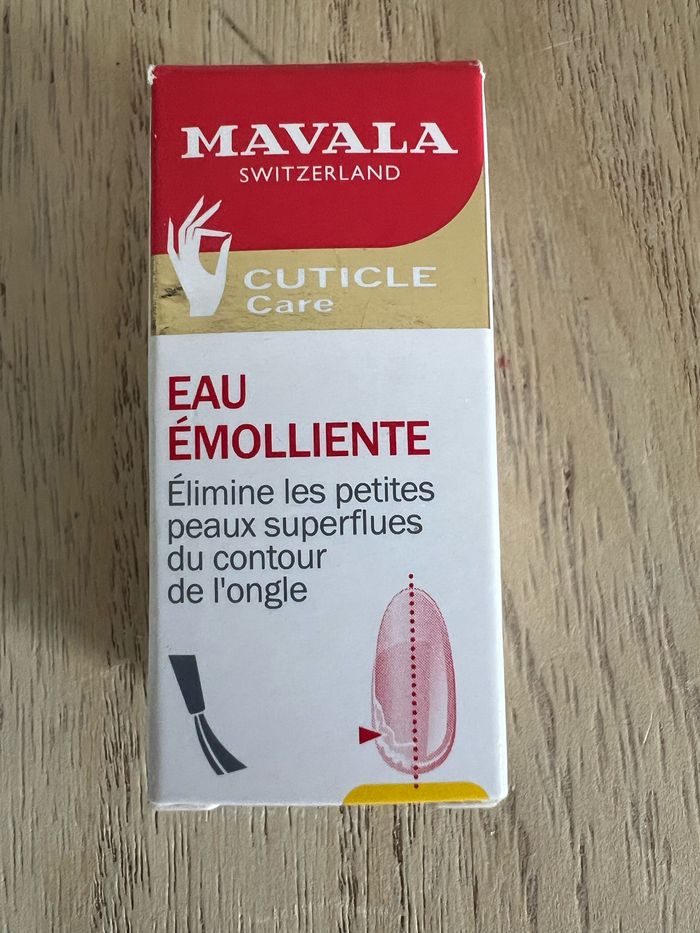 MAVALA
SWITZERLAND
CUTICLE
Care
EAU
ÉMOLLIENTE
Élimine les petites
peaux superflues
du contour
de l'ongle